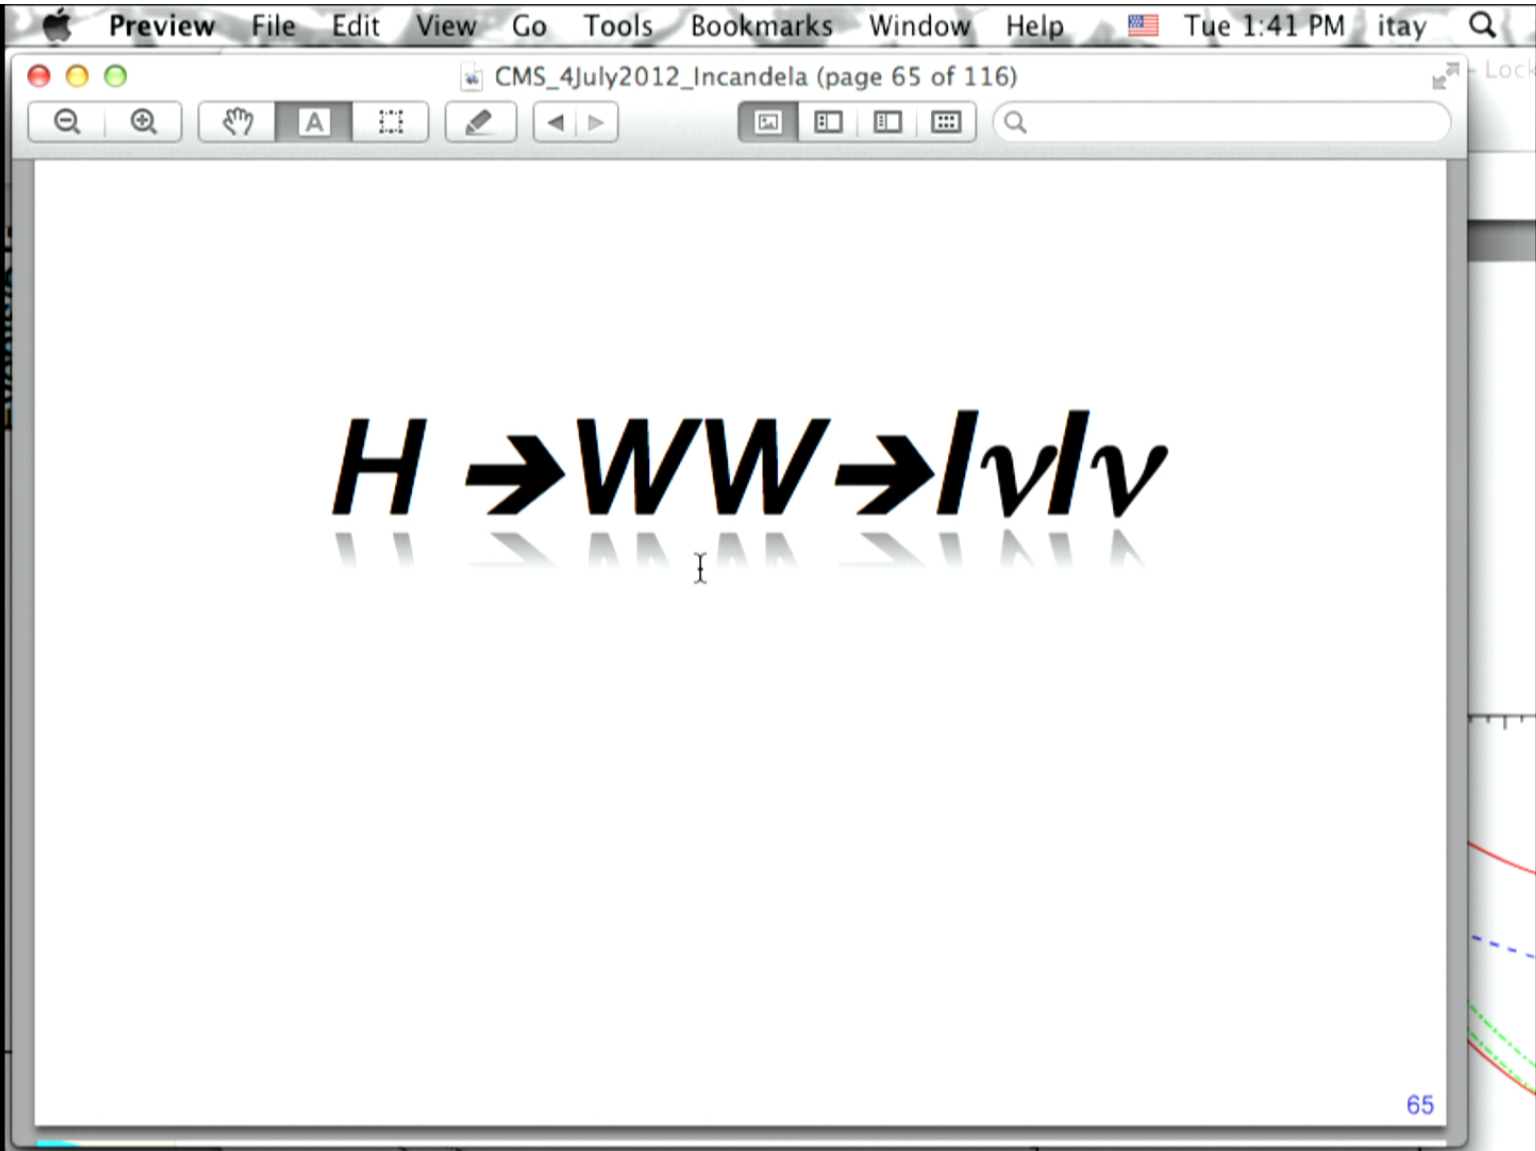 Preview File Edit View Go Tools Bookmarks Window Help Tue 1:41 PM itay
CMS_4July2012_Incandela (page 65 of 116)
Lock
A
H →WW→lνlν
65